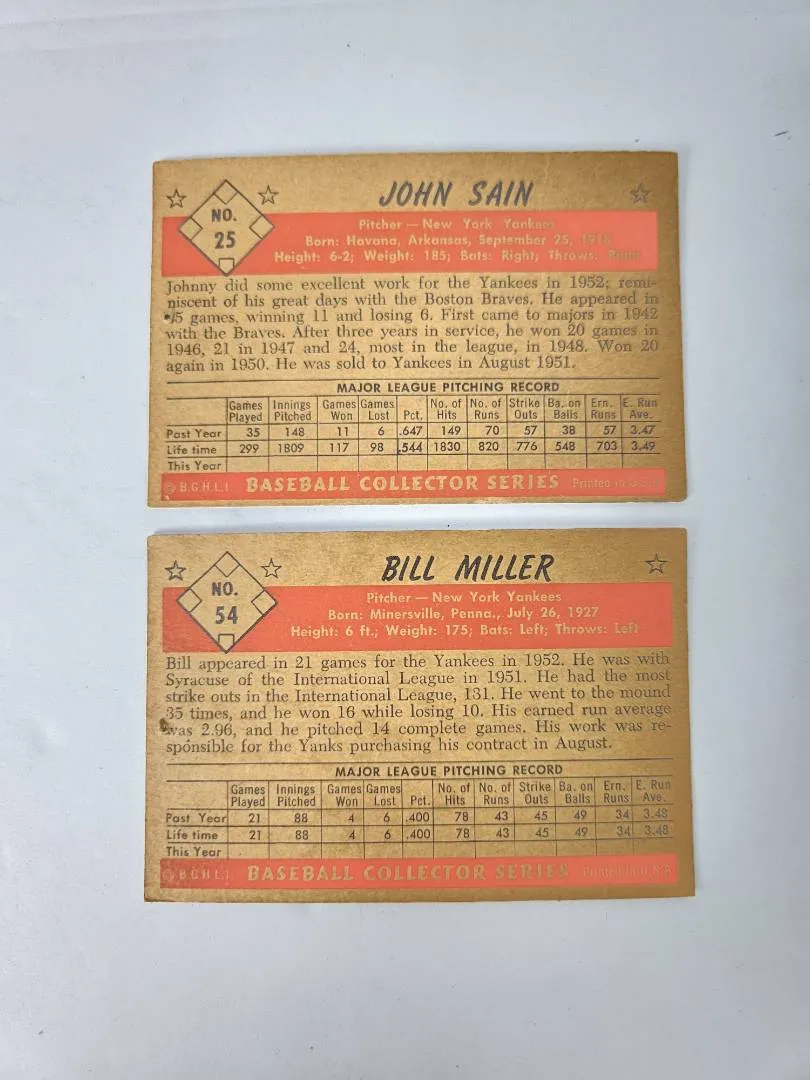 NO. 25
JOHN SAIN
Pitcher — New York Yankees
Born: Havana, Arkansas, September 25, 1918
Height: 6-2; Weight: 185; Bats: Right; Throws: Right
Johnny did some excellent work for the Yankees in 1952; remi-
niscent of his great days with the Boston Braves. He appeared in
35 games, winning 11 and losing 6. First came to majors in 1942
with the Braves. After three years in service, he won 20 games in
1946, 21 in 1947 and 24, most in the league, in 1948. Won 20
again in 1950. He was sold to Yankees in August 1951.
MAJOR LEAGUE PITCHING RECORD
Games Played Innings Pitched Games Won Games Lost Pct. No. of Hits No. of Runs Strike Outs Ba. on Balls Ern. Runs E. Run Ave.
Past Year 35 148 11 6 .647 149 70 57 38 57 3.47
Life time 299 1809 117 98 .544 1830 820 776 548 703 3.49
This Year
© B.G.H.L.I. BASEBALL COLLECTOR SERIES Printed in U.S.A.
NO. 54
BILL MILLER
Pitcher — New York Yankees
Born: Minersville, Penna., July 26, 1927
Height: 6 ft.; Weight: 175; Bats: Left; Throws: Left
Bill appeared in 21 games for the Yankees in 1952. He was with
Syracuse of the International League in 1951. He had the most
strike outs in the International League, 131. He went to the mound
35 times, and he won 16 while losing 10. His earned run average
was 2.96, and he pitched 14 complete games. His work was re-
sponsible for the Yanks purchasing his contract in August.
MAJOR LEAGUE PITCHING RECORD
Games Played Innings Pitched Games Won Games Lost Pct. No. of Hits No. of Runs Strike Outs Ba. on Balls Ern. Runs E. Run Ave.
Past Year 21 88 4 6 .400 78 43 45 49 34 3.48
Life time 21 88 4 6 .400 78 43 45 49 34 3.48
This Year
© B.G.H.L.I. BASEBALL COLLECTOR SERIES Printed in U.S.A.